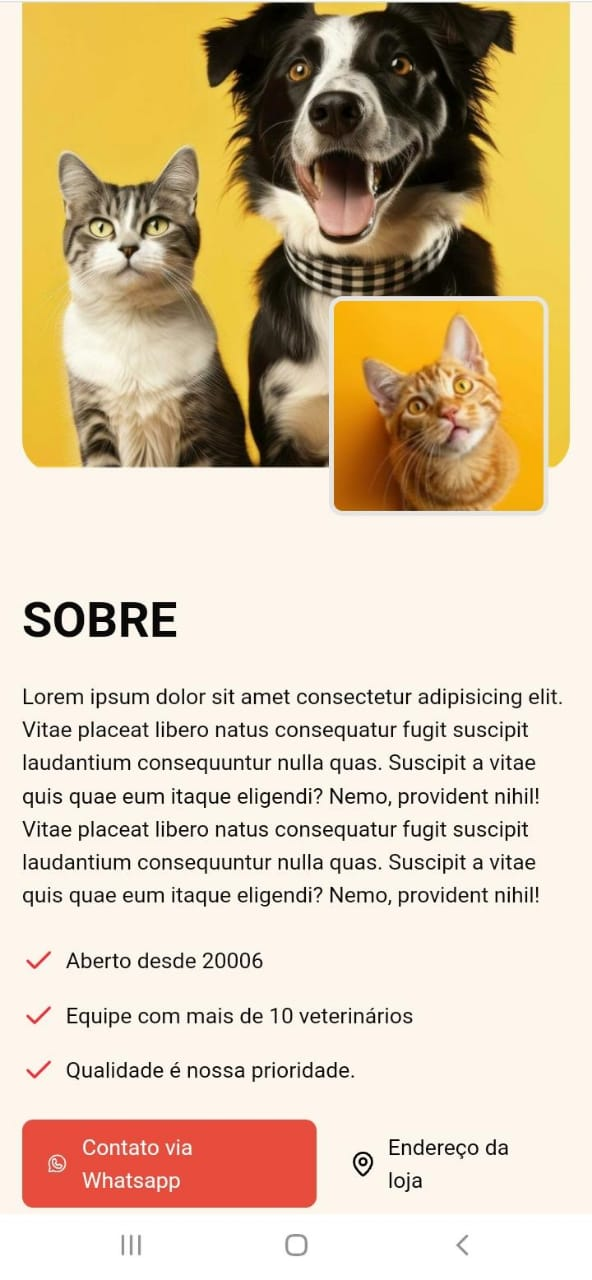 SOBRE
Lorem ipsum dolor sit amet consectetur adipisicing elit.
Vitae placeat libero natus consequatur fugit suscipit
laudantium consequuntur nulla quas. Suscipit a vitae
quis quae eum itaque eligendi? Nemo, provident nihil!
Vitae placeat libero natus consequatur fugit suscipit
laudantium consequuntur nulla quas. Suscipit a vitae
quis quae eum itaque eligendi? Nemo, provident nihil!
Aberto desde 20006
Equipe com mais de 10 veterinários
Qualidade é nossa prioridade.
Contato via
Whatsapp
Endereço da
loja